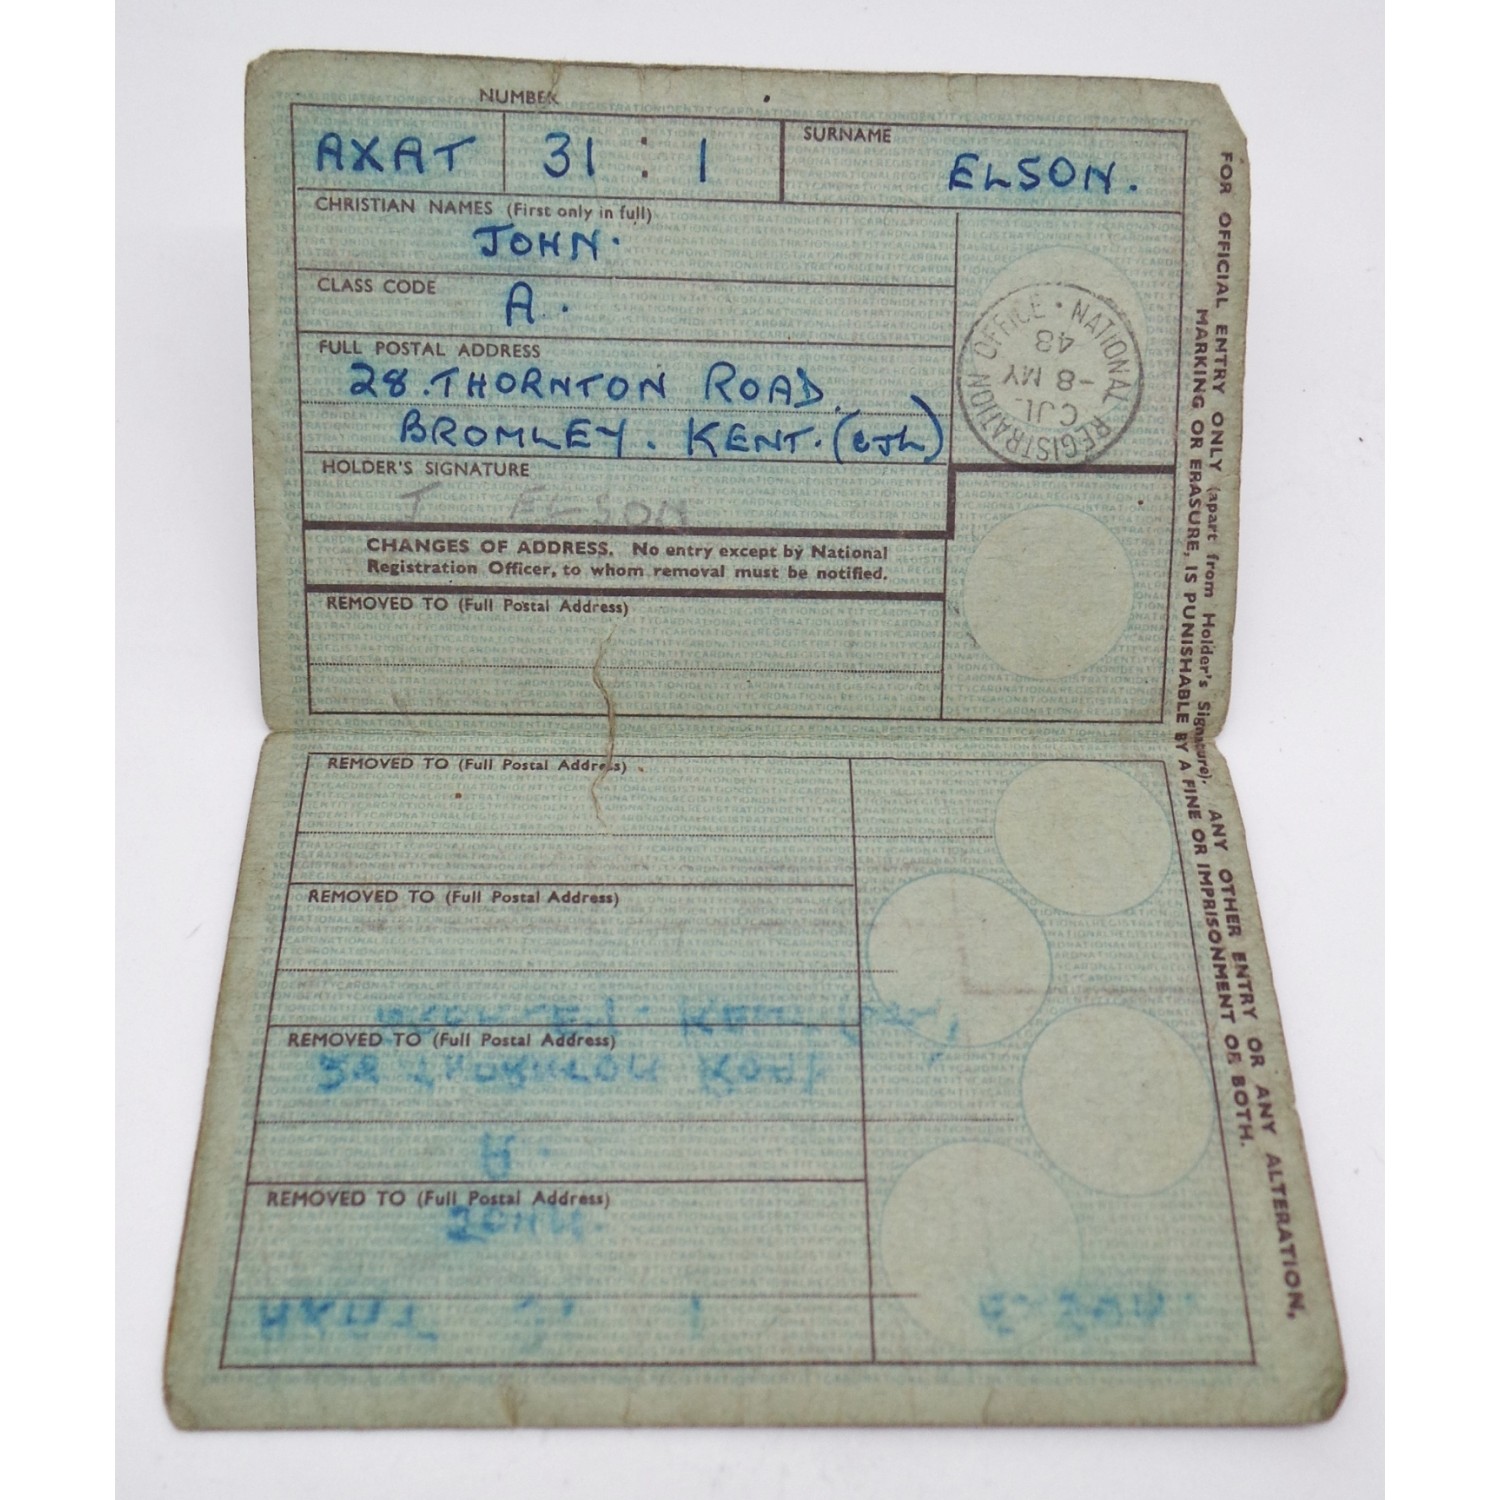 NUMBER
AXAT 31 : 1
SURNAME
ELSON.
CHRISTIAN NAMES (First only in full)
JOHN.
CLASS CODE
A.
FULL POSTAL ADDRESS
28. THORNTON ROAD.
BROMLEY. KENT. (CJL)
HOLDER'S SIGNATURE
J ELSON
NATIONAL REGISTRATION OFFICE •
CJL
-8 MY
48
CHANGES OF ADDRESS. No entry except by National
Registration Officer, to whom removal must be notified.
REMOVED TO (Full Postal Address)
REMOVED TO (Full Postal Address)
REMOVED TO (Full Postal Address)
REMOVED TO (Full Postal Address)
REMOVED TO (Full Postal Address)
FOR OFFICIAL ENTRY ONLY (apart from Holder's Signature). ANY OTHER ENTRY OR ANY ALTERATION,
MARKING OR ERASURE, IS PUNISHABLE BY A FINE OR IMPRISONMENT OR BOTH.